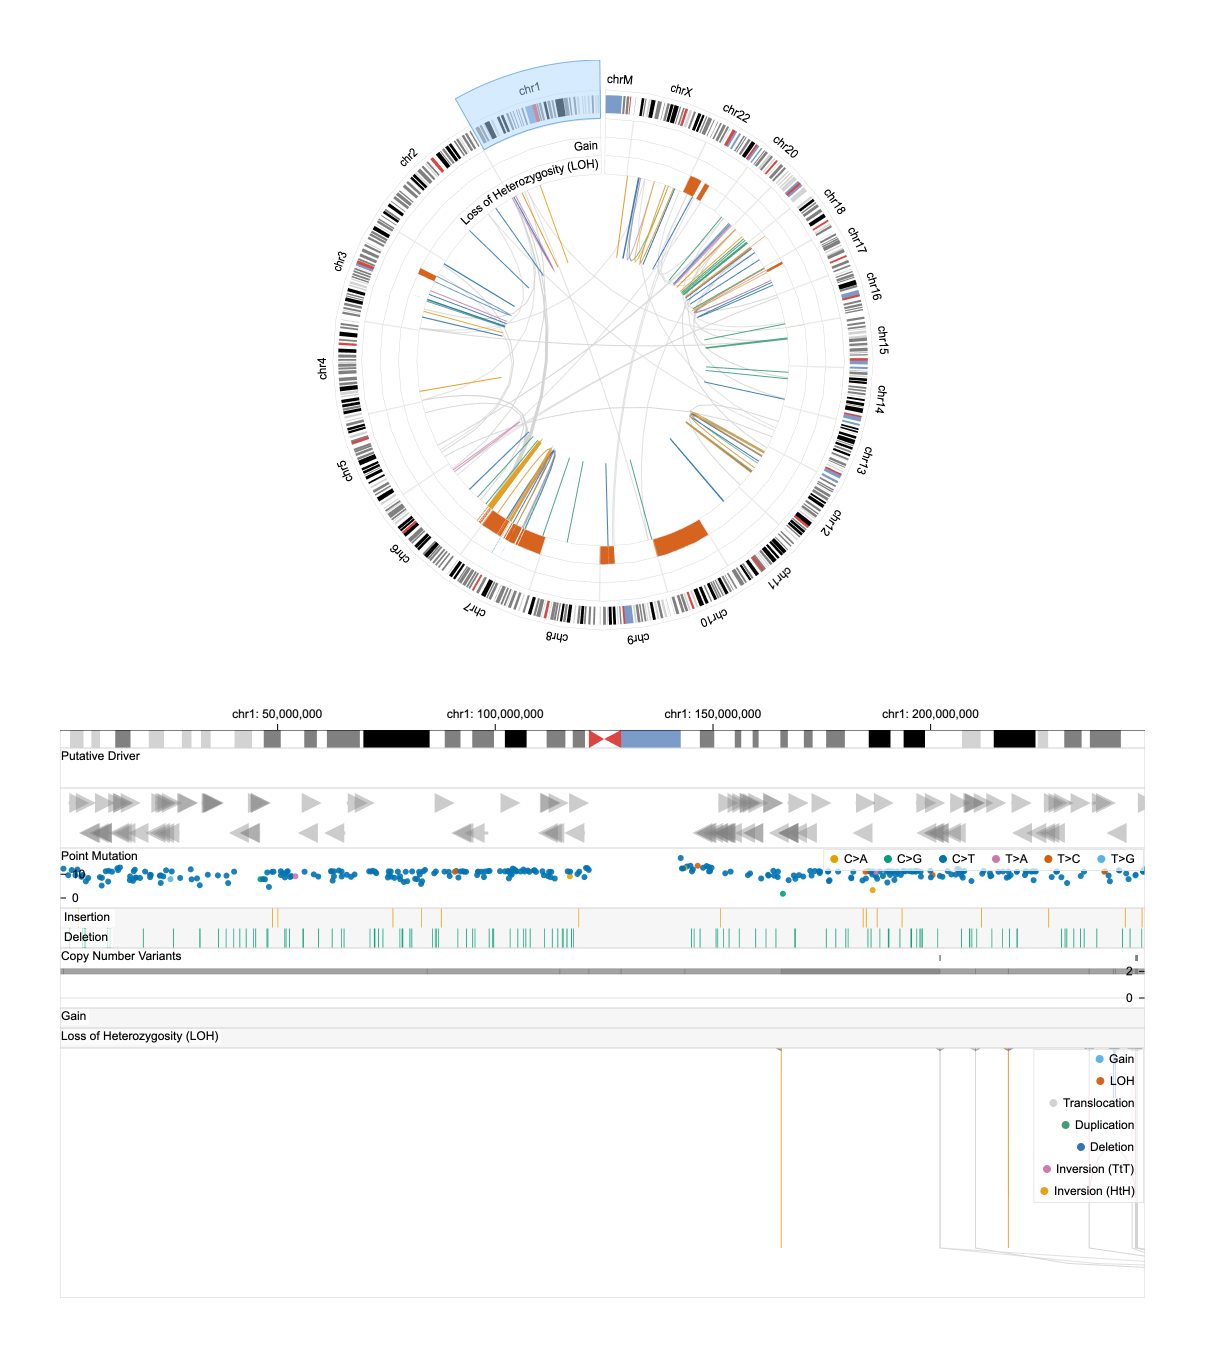 chrM
chr1
chrX
chr22
chr20
chr18
chr17
chr16
chr15
chr14
chr13
chr12
chr11
chr10
chr9
chr8
chr7
chr6
chr5
chr4
chr3
chr2
Gain
Loss of Heterozygosity (LOH)
chr1: 50,000,000
chr1: 100,000,000
chr1: 150,000,000
chr1: 200,000,000
Putative Driver
Point Mutation
C>A
C>G
C>T
T>A
T>C
T>G
10
0
Insertion
Deletion
Copy Number Variants
2
0
Gain
Loss of Heterozygosity (LOH)
Gain
LOH
Translocation
Duplication
Deletion
Inversion (TtT)
Inversion (HtH)